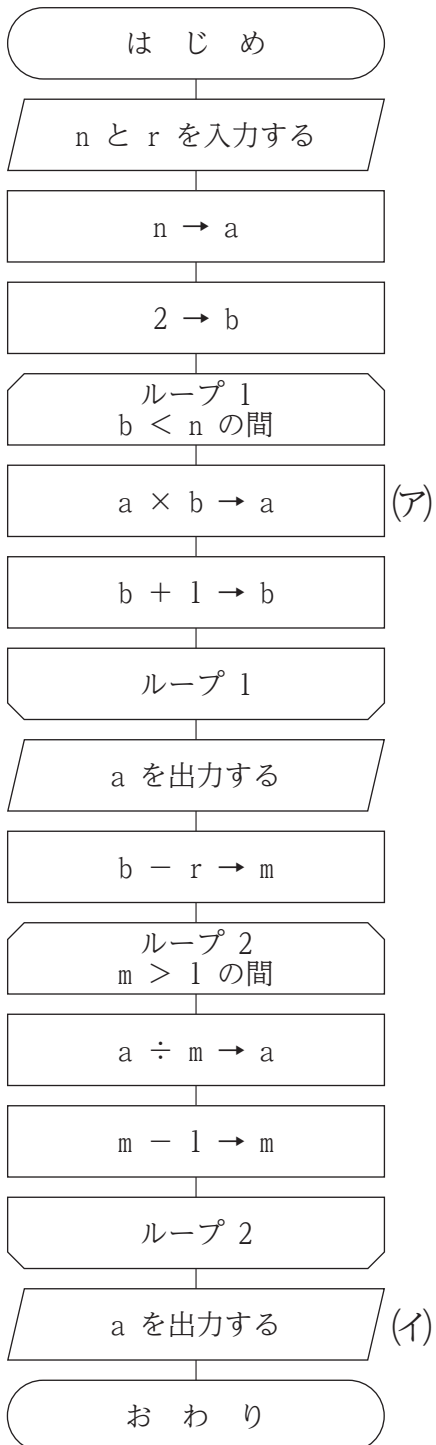 は じ め
n と r を入力する
n → a
2 → b
ループ 1
b < n の間
a × b → a
(ア)
b + 1 → b
ループ 1
a を出力する
b − r → m
ループ 2
m > 1 の間
a ÷ m → a
m − 1 → m
ループ 2
a を出力する
(イ)
お わ り